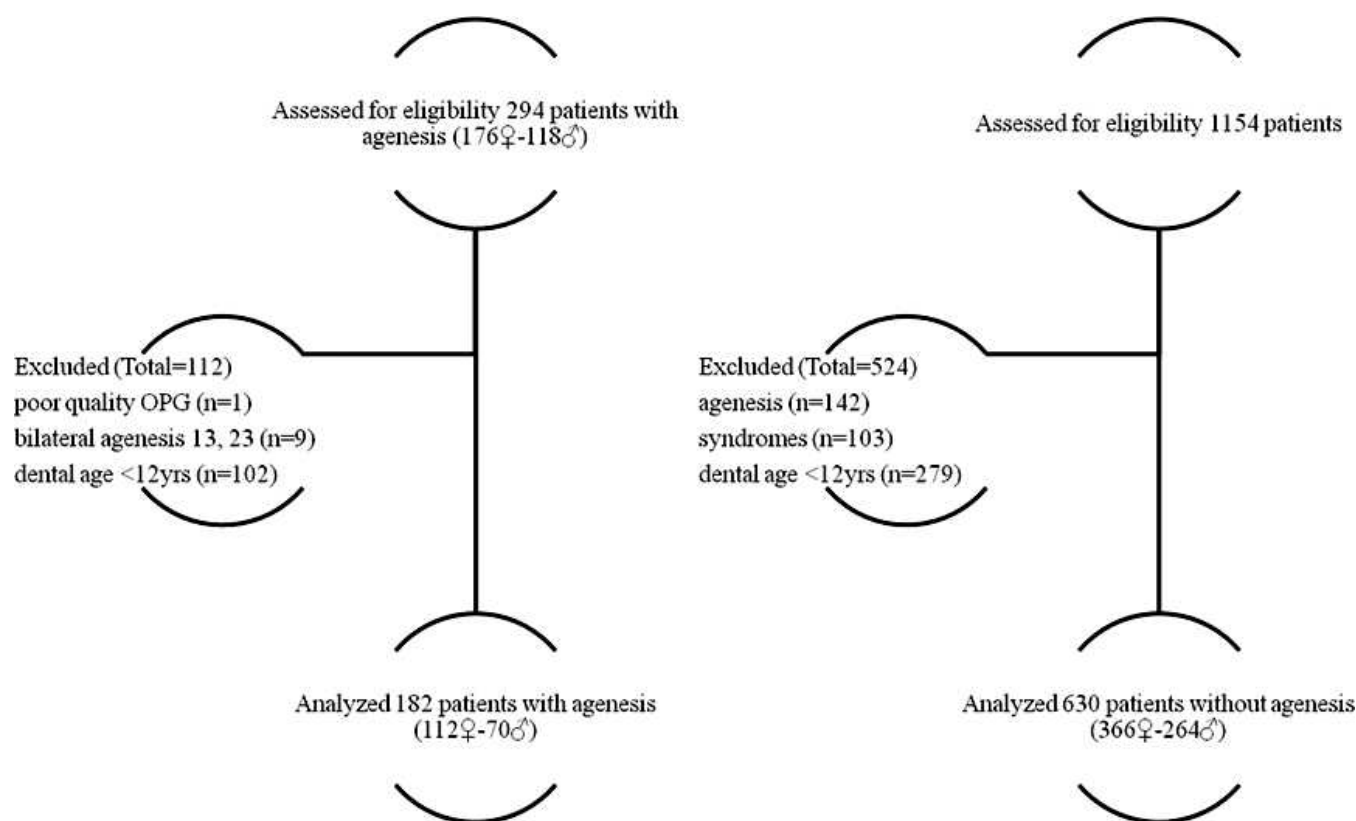 Assessed for eligibility 294 patients with
agenesis (176♀-118♂)
Excluded (Total=112)
poor quality OPG (n=1)
bilateral agenesis 13, 23 (n=9)
dental age <12yrs (n=102)
Analyzed 182 patients with agenesis
(112♀-70♂)
Assessed for eligibility 1154 patients
Excluded (Total=524)
agenesis (n=142)
syndromes (n=103)
dental age <12yrs (n=279)
Analyzed 630 patients without agenesis
(366♀-264♂)